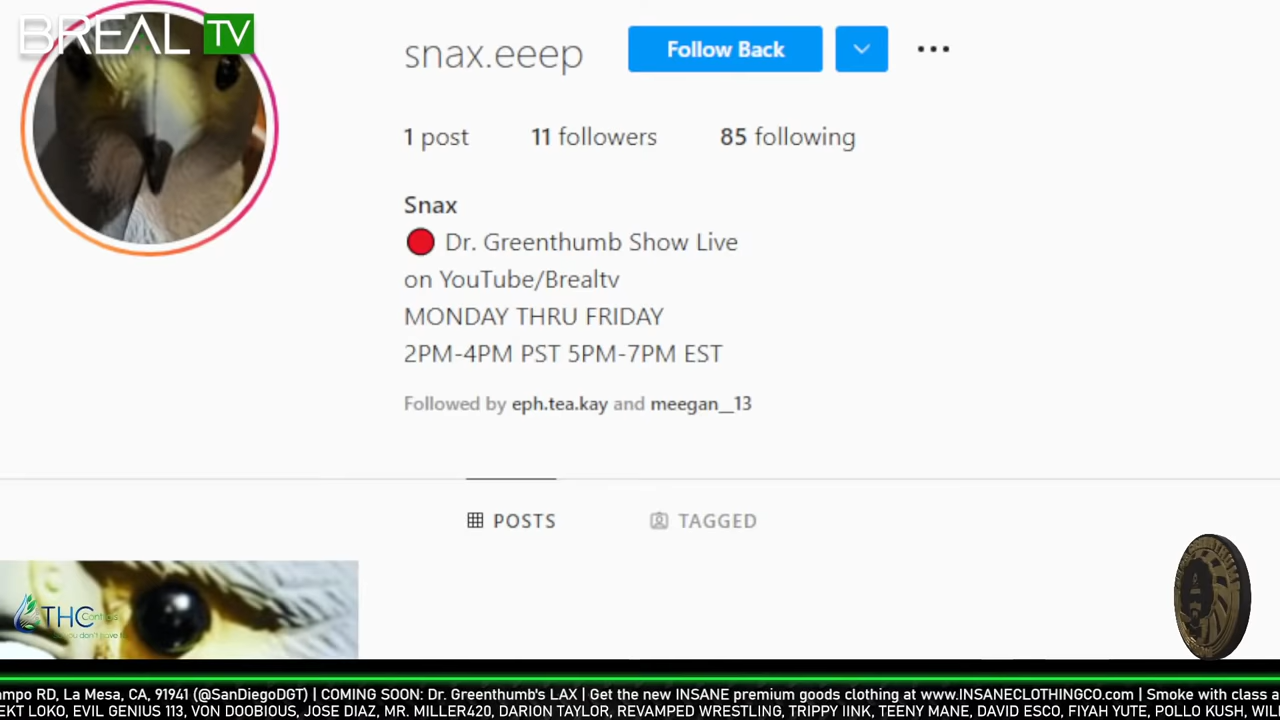 BREAL TV
snax.eeep Follow Back
1 post 11 followers 85 following
Snax
Dr. Greenthumb Show Live
on YouTube/Brealtv
MONDAY THRU FRIDAY
2PM-4PM PST 5PM-7PM EST
Followed by eph.tea.kay and meegan__13
POSTS TAGGED
THC
ampo RD, La Mesa, CA, 91941 (@SanDiegoDGT) | COMING SOON: Dr. Greenthumb's LAX | Get the new INSANE premium goods clothing at www.INSANECLOTHINGCO.com | Smoke with class a
EKT LOKO, EVIL GENIUS 113, VON DOOBIOUS, JOSE DIAZ, MR. MILLER420, DARION TAYLOR, REVAMPED WRESTLING, TRIPPY IINK, TEENY MANE, DAVID ESCO, FIYAH YUTE, POLLO KUSH, WIL